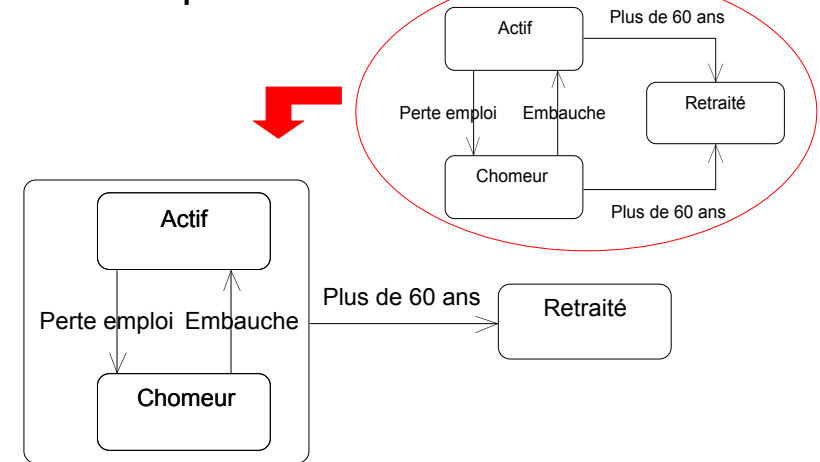 Actif
Plus de 60 ans
Retraité
Perte emploi
Embauche
Chomeur
Plus de 60 ans
Actif
Perte emploi
Embauche
Chomeur
Plus de 60 ans
Retraité